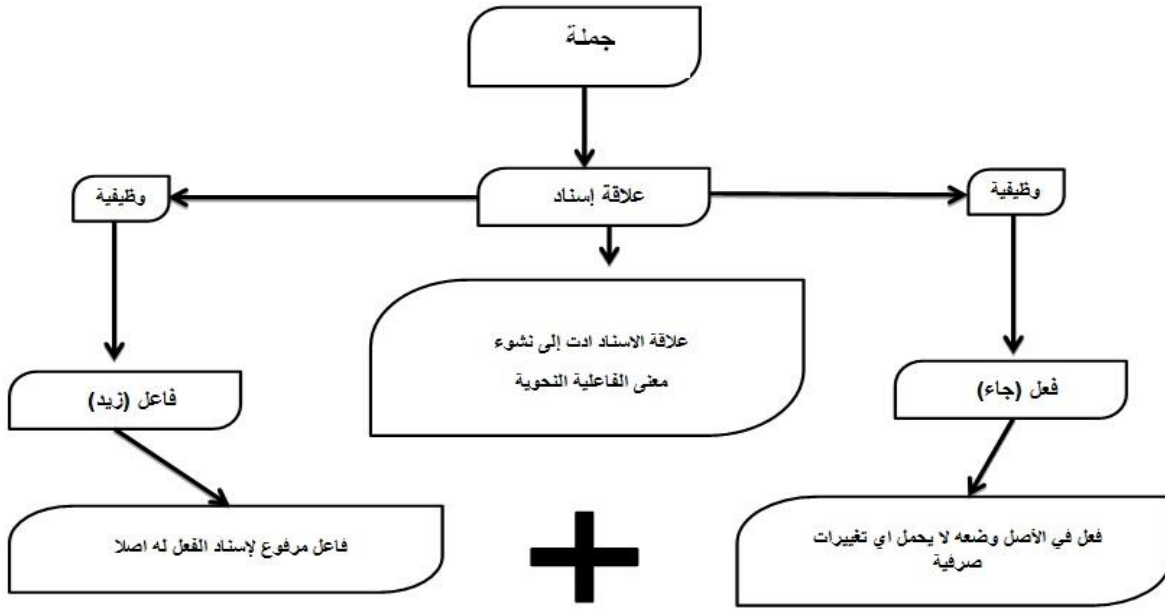 جملة
علاقة إسناد
وظيفية
وظيفية
علاقة الاسناد ادت إلى نشوء
معنى الفاعلية النحوية
فعل (جاء)
فاعل (زيد)
فعل في الأصل وضعه لا يحمل اي تغييرات
صرفية
فاعل مرفوع لإسناد الفعل له اصلا